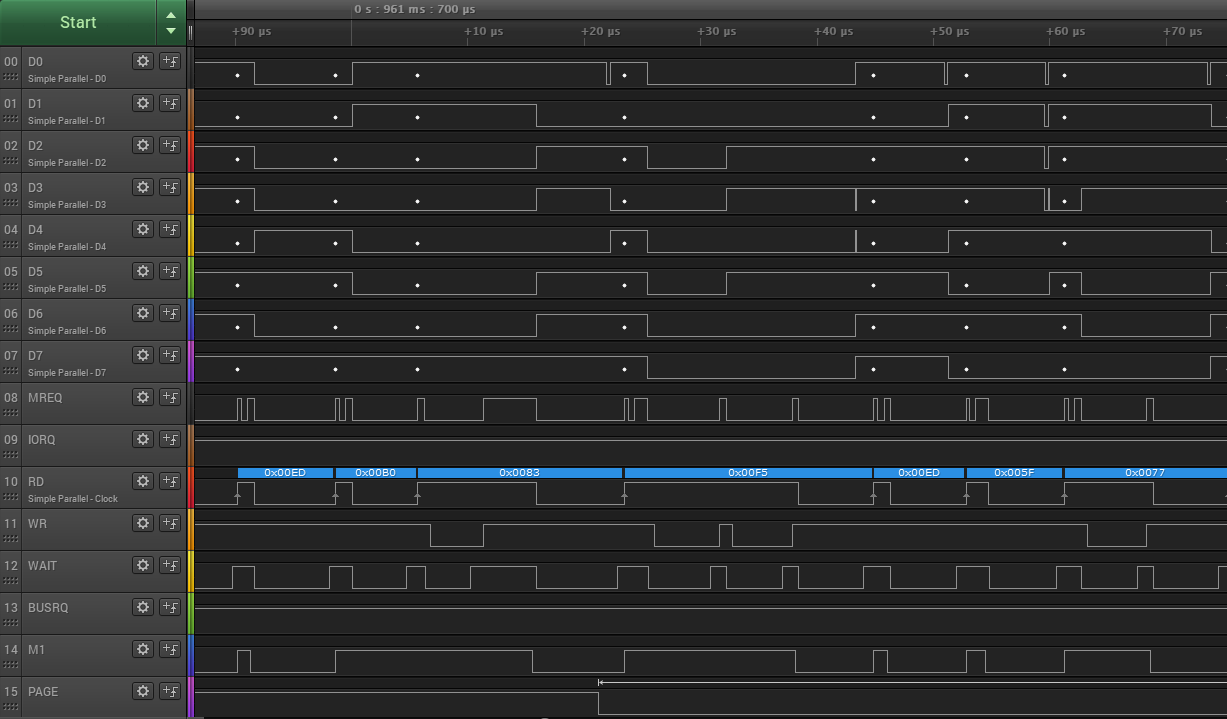 Start
0 s : 961 ms : 700 µs
+90 µs +10 µs +20 µs +30 µs +40 µs +50 µs +60 µs +70 µs
00 D0
Simple Parallel - D0
01 D1
Simple Parallel - D1
02 D2
Simple Parallel - D2
03 D3
Simple Parallel - D3
04 D4
Simple Parallel - D4
05 D5
Simple Parallel - D5
06 D6
Simple Parallel - D6
07 D7
Simple Parallel - D7
08 MREQ
09 IORQ
0x00ED 0x00B0 0x0083 0x00F5 0x00ED 0x005F 0x0077
10 RD
Simple Parallel - Clock
11 WR
12 WAIT
13 BUSRQ
14 M1
15 PAGE